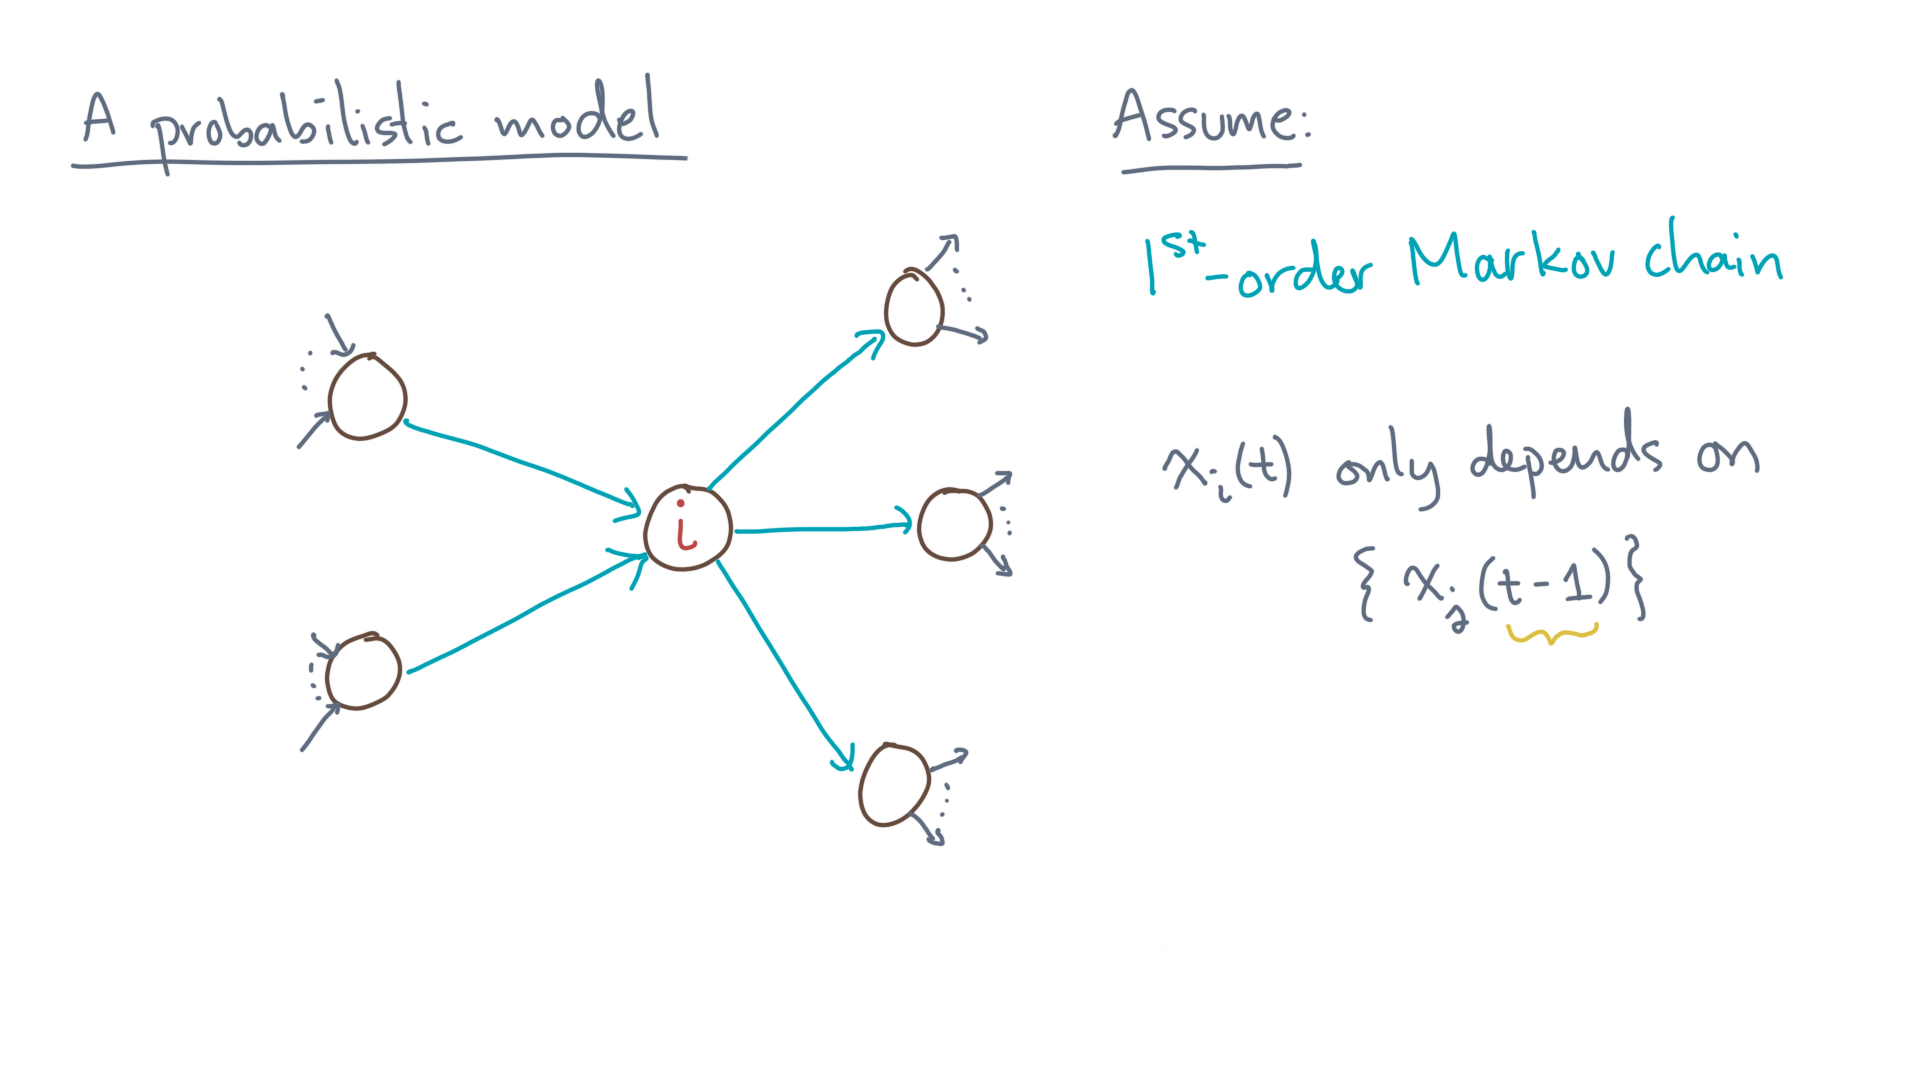 A probabilistic model
i
Assume:
1st-order Markov chain
xi(t) only depends on
{ xj (t-1)}